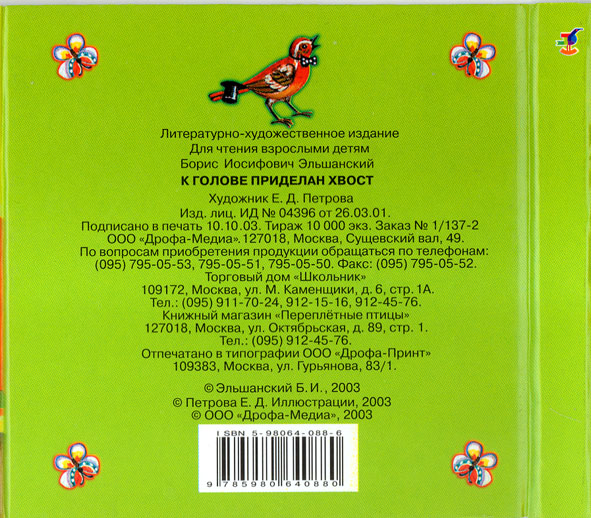 Литературно-художественное издание
Для чтения взрослыми детям
Борис Иосифович Эльшанский
К ГОЛОВЕ ПРИДЕЛАН ХВОСТ
Художник Е. Д. Петрова
Изд. лиц. ИД № 04396 от 26.03.01.
Подписано в печать 10.10.03. Тираж 10 000 экз. Заказ № 1/137-2
ООО «Дрофа-Медиа». 127018, Москва, Сущевский вал, 49.
По вопросам приобретения продукции обращаться по телефонам:
(095) 795-05-53, 795-05-51, 795-05-50. Факс: (095) 795-05-52.
Торговый дом «Школьник»
109172, Москва, ул. М. Каменщики, д. 6, стр. 1А.
Тел.: (095) 911-70-24, 912-15-16, 912-45-76.
Книжный магазин «Переплётные птицы»
127018, Москва, ул. Октябрьская, д. 89, стр. 1.
Тел.: (095) 912-45-76.
Отпечатано в типографии ООО «Дрофа-Принт»
109383, Москва, ул. Гурьянова, 83/1.
© Эльшанский Б.И., 2003
© Петрова Е. Д. Иллюстрации, 2003
© ООО «Дрофа-Медиа», 2003
ISBN 5-98064-088-6
9 785980 640880